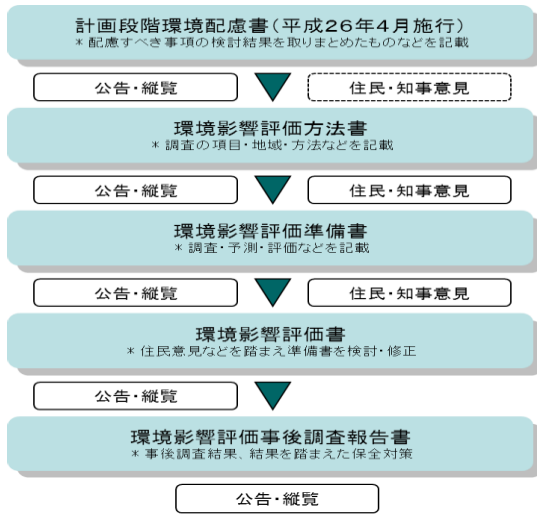 計画段階環境配慮書(平成26年4月施行)
* 配慮すべき事項の検討結果を取りまとめたものなどを記載
公告・縦覧
住民・知事意見
環境影響評価方法書
* 調査の項目・地域・方法などを記載
公告・縦覧
住民・知事意見
環境影響評価準備書
* 調査・予測・評価などを記載
公告・縦覧
住民・知事意見
環境影響評価書
* 住民意見などを踏まえ準備書を検討・修正
公告・縦覧
環境影響評価事後調査報告書
* 事後調査結果、結果を踏まえた保全対策
公告・縦覧